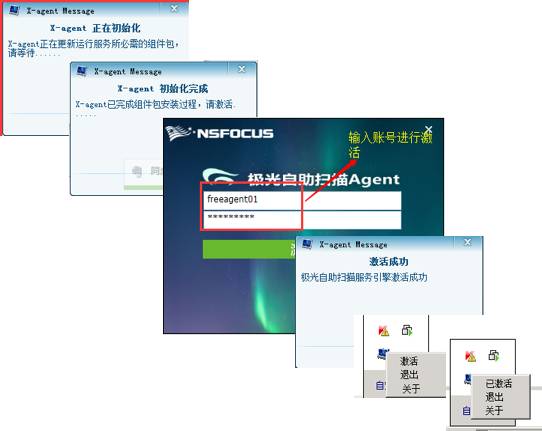 X-agent Message
X-agent 正在初始化
X-agent正在更新运行服务所必需的组件包，
请等待......
X-agent Message
X-agent 初始化完成
X-agent已完成组件包安装过程，请激活.
.....
NSFOCUS
输入账号进行激
活
极光自助扫描Agent
freeagent01
*********
X-agent Message
激活成功
极光自助扫描服务引擎激活成功
激活
退出
关于
已激活
退出
关于